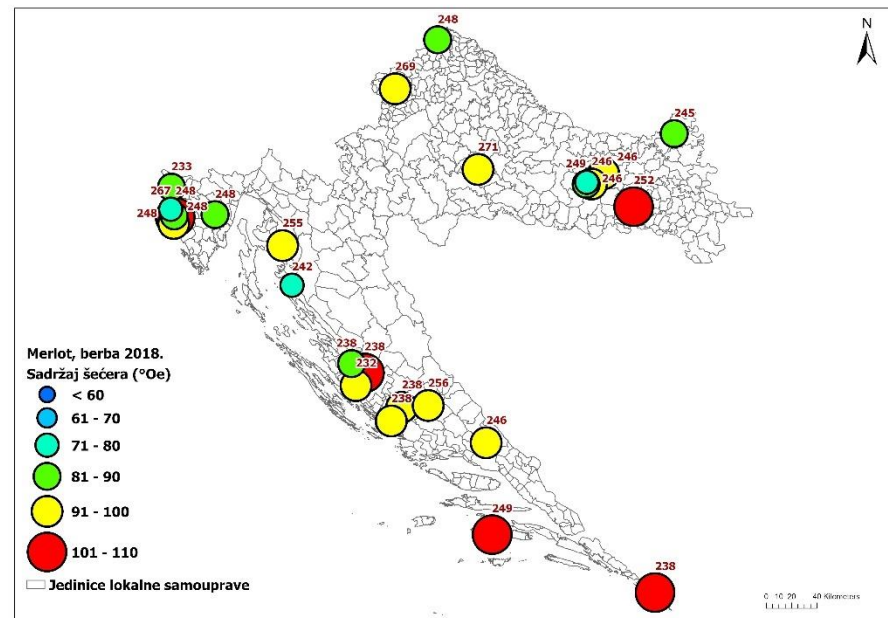 248
N
269
245
271
246
246
249
246
252
233
267
248
248
248
248
255
242
238
238
232
238
256
238
246
249
238
Merlot, berba 2018.
Sadržaj šećera (°Oe)
< 60
61 - 70
71 - 80
81 - 90
91 - 100
101 - 110
Jedinice lokalne samouprave
0 10 20 40 Kilometers